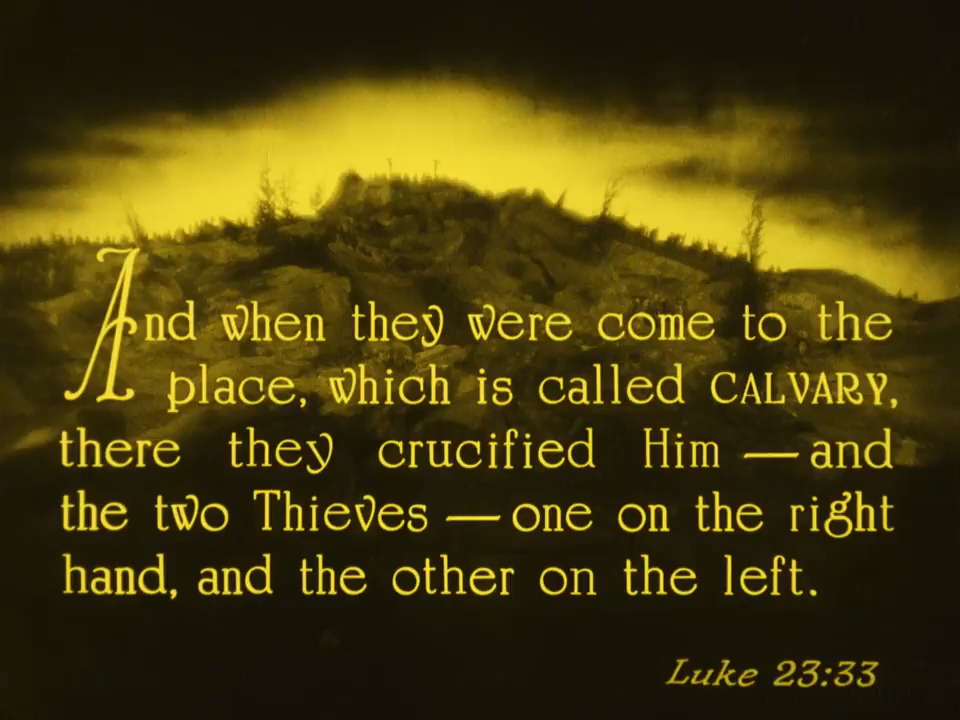 And when they were come to the
place, which is called CALVARY,
there they crucified Him — and
the two Thieves — one on the right
hand, and the other on the left.
Luke 23:33